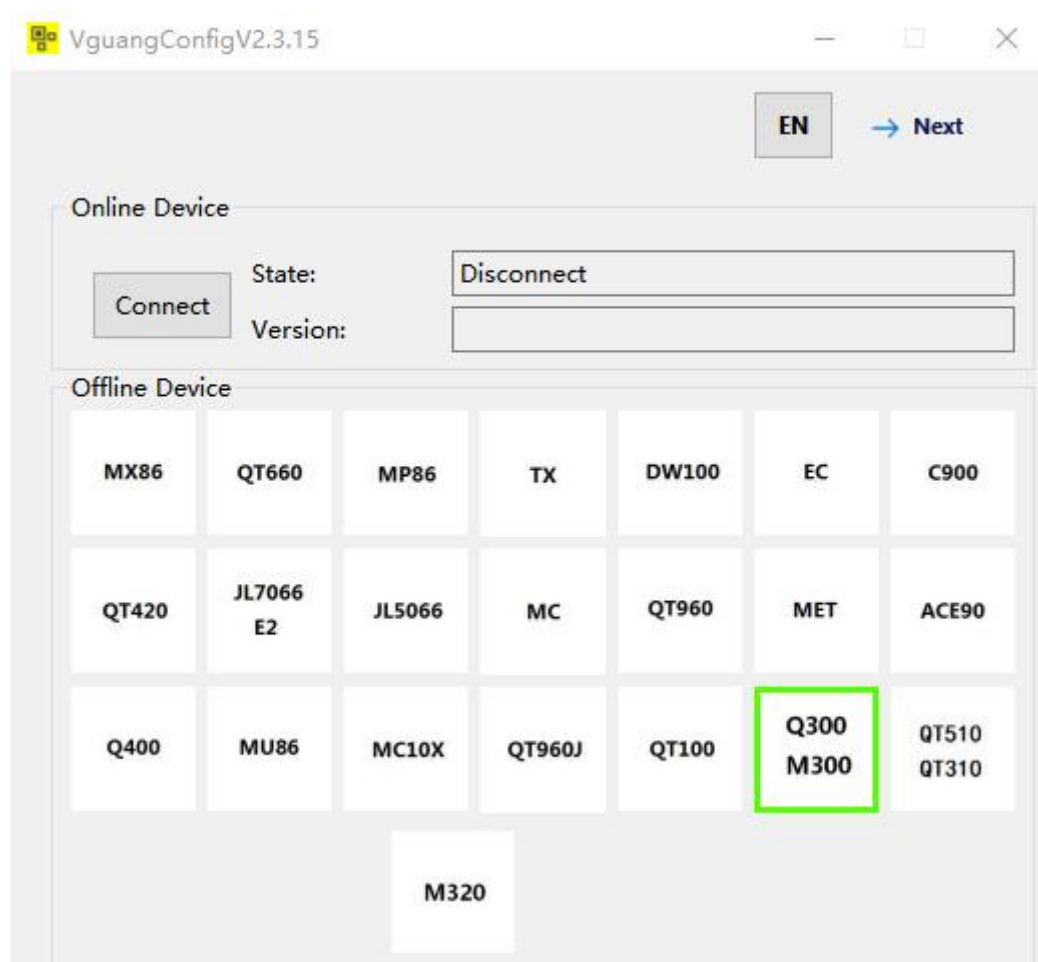 VguangConfigV2.3.15
EN
Next
Online Device
Connect
State:
Disconnect
Version:
Offline Device
MX86
QT660
MP86
TX
DW100
EC
C900
QT420
JL7066
E2
JL5066
MC
QT960
MET
ACE90
Q400
MU86
MC10X
QT960J
QT100
Q300
M300
QT510
QT310
M320